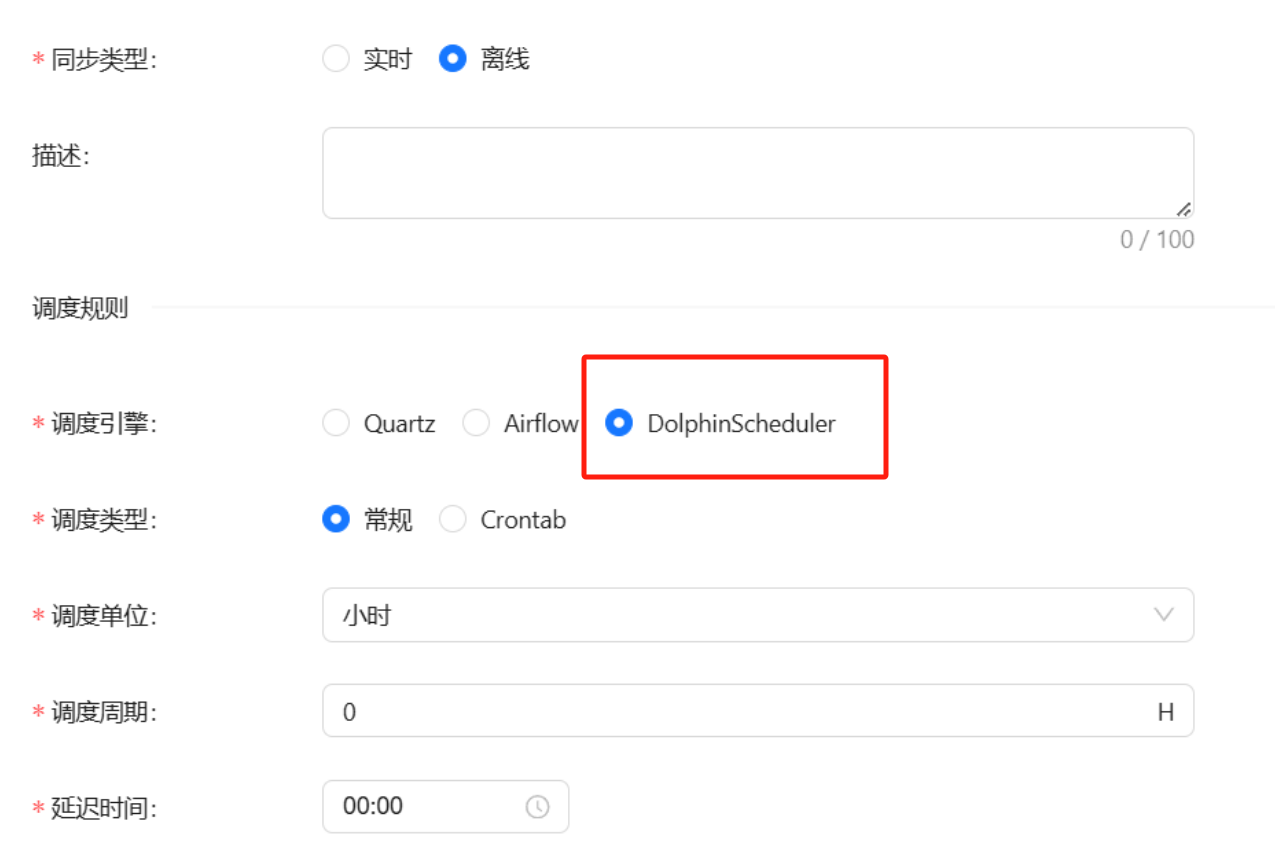 * 同步类型: 实时 离线
描述:
0 / 100
调度规则
* 调度引擎: Quartz Airflow DolphinScheduler
* 调度类型: 常规 Crontab
* 调度单位: 小时
* 调度周期: 0 H
* 延迟时间: 00:00